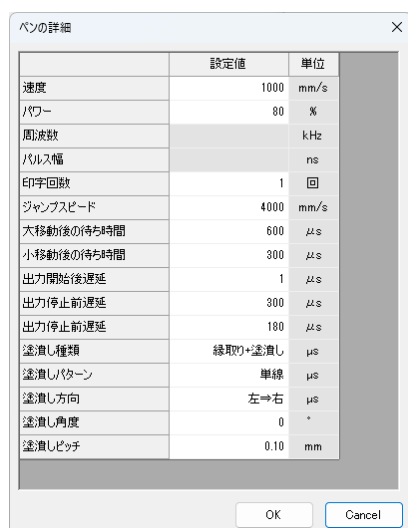 ペンの詳細
設定値 単位
速度 1000 mm/s
パワー 80 %
周波数 kHz
パルス幅 ns
印字回数 1 回
ジャンプスピード 4000 mm/s
大移動後の待ち時間 600 μs
小移動後の待ち時間 300 μs
出力開始後遅延 1 μs
出力停止前遅延 300 μs
出力停止前遅延 180 μs
塗潰し種類 縁取り+塗潰し μs
塗潰しパターン 単線 μs
塗潰し方向 左⇒右 μs
塗潰し角度 0 °
塗潰しピッチ 0.10 mm
OK Cancel